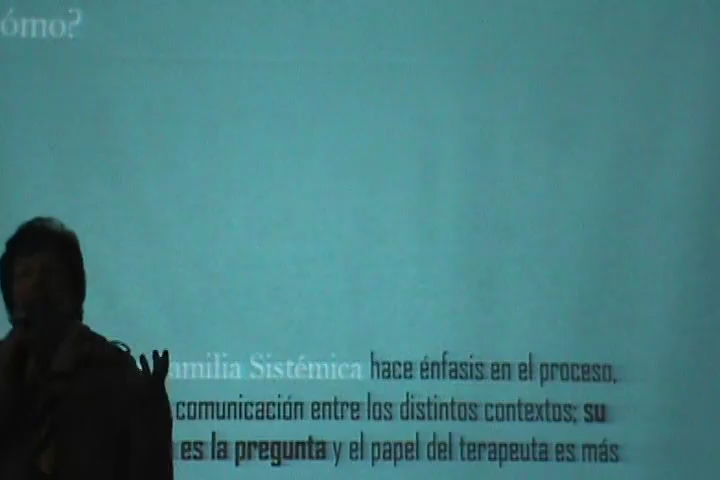 ómo?
amilia Sistémica hace énfasis en el proceso,
comunicación entre los distintos contextos; su
es la pregunta y el papel del terapeuta es más